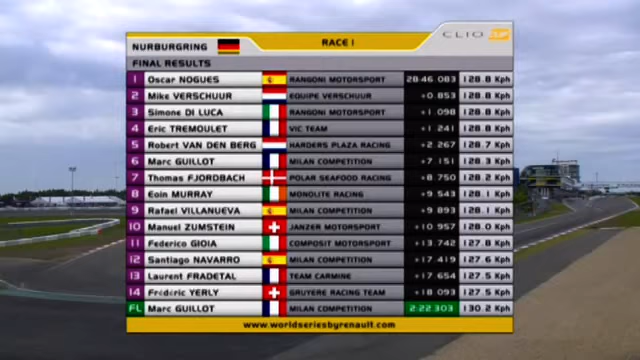 NURBURGRING RACE 1 CLIO CUP
FINAL RESULTS
1 Oscar NOGUES RANGONI MOTORSPORT 28:46.083 128.8 Kph
2 Mike VERSCHUUR EQUIPE VERSCHUUR +0.853 128.8 Kph
3 Simone DI LUCA RANGONI MOTORSPORT +1.098 128.8 Kph
4 Eric TREMOULET VIC TEAM +1.241 128.8 Kph
5 Robert VAN DEN BERG HARDERS PLAZA RACING +2.267 128.7 Kph
6 Marc GUILLOT MILAN COMPETITION +7.151 128.3 Kph
7 Thomas FJORDBACH POLAR SEAFOOD RACING +8.750 128.2 Kph
8 Eoin MURRAY MONOLITE RACING +9.543 128.1 Kph
9 Rafael VILLANUEVA MILAN COMPETITION +9.893 128.1 Kph
10 Manuel ZUMSTEIN JANZER MOTORSPORT +10.957 128.0 Kph
11 Federico GIOIA COMPOSIT MOTORSPORT +13.742 127.8 Kph
12 Santiago NAVARRO MILAN COMPETITION +17.419 127.6 Kph
13 Laurent FRADETAL TEAM CARMINE +17.654 127.5 Kph
14 Frédéric YERLY GRUYERE RACING TEAM +18.093 127.5 Kph
FL Marc GUILLOT MILAN COMPETITION 2:22.303 130.2 Kph
www.worldseriesbyrenault.com